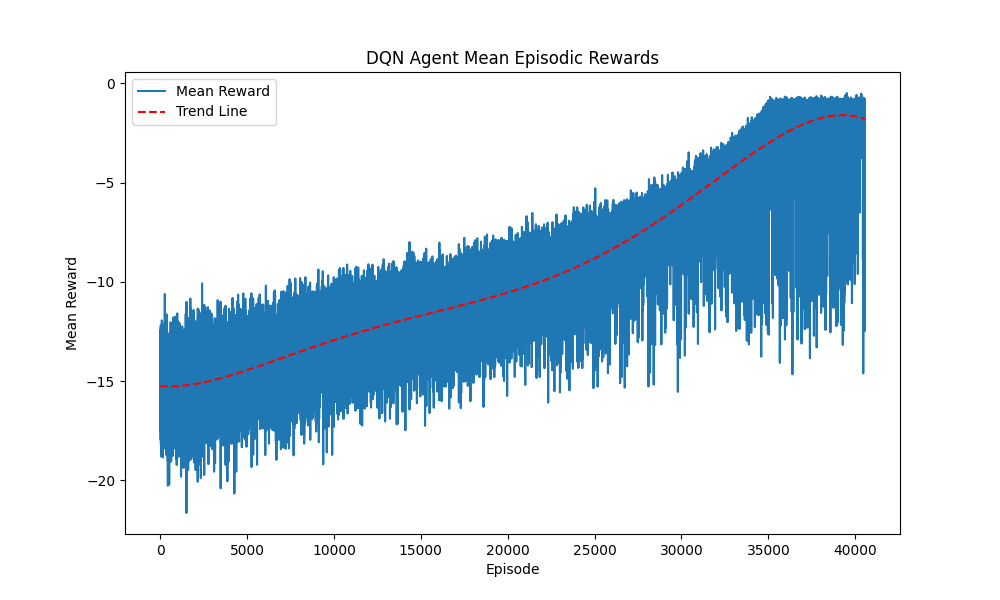 DQN Agent Mean Episodic Rewards
Mean Reward
Trend Line
0
−5
−10
−15
−20
Mean Reward
0 5000 10000 15000 20000 25000 30000 35000 40000
Episode